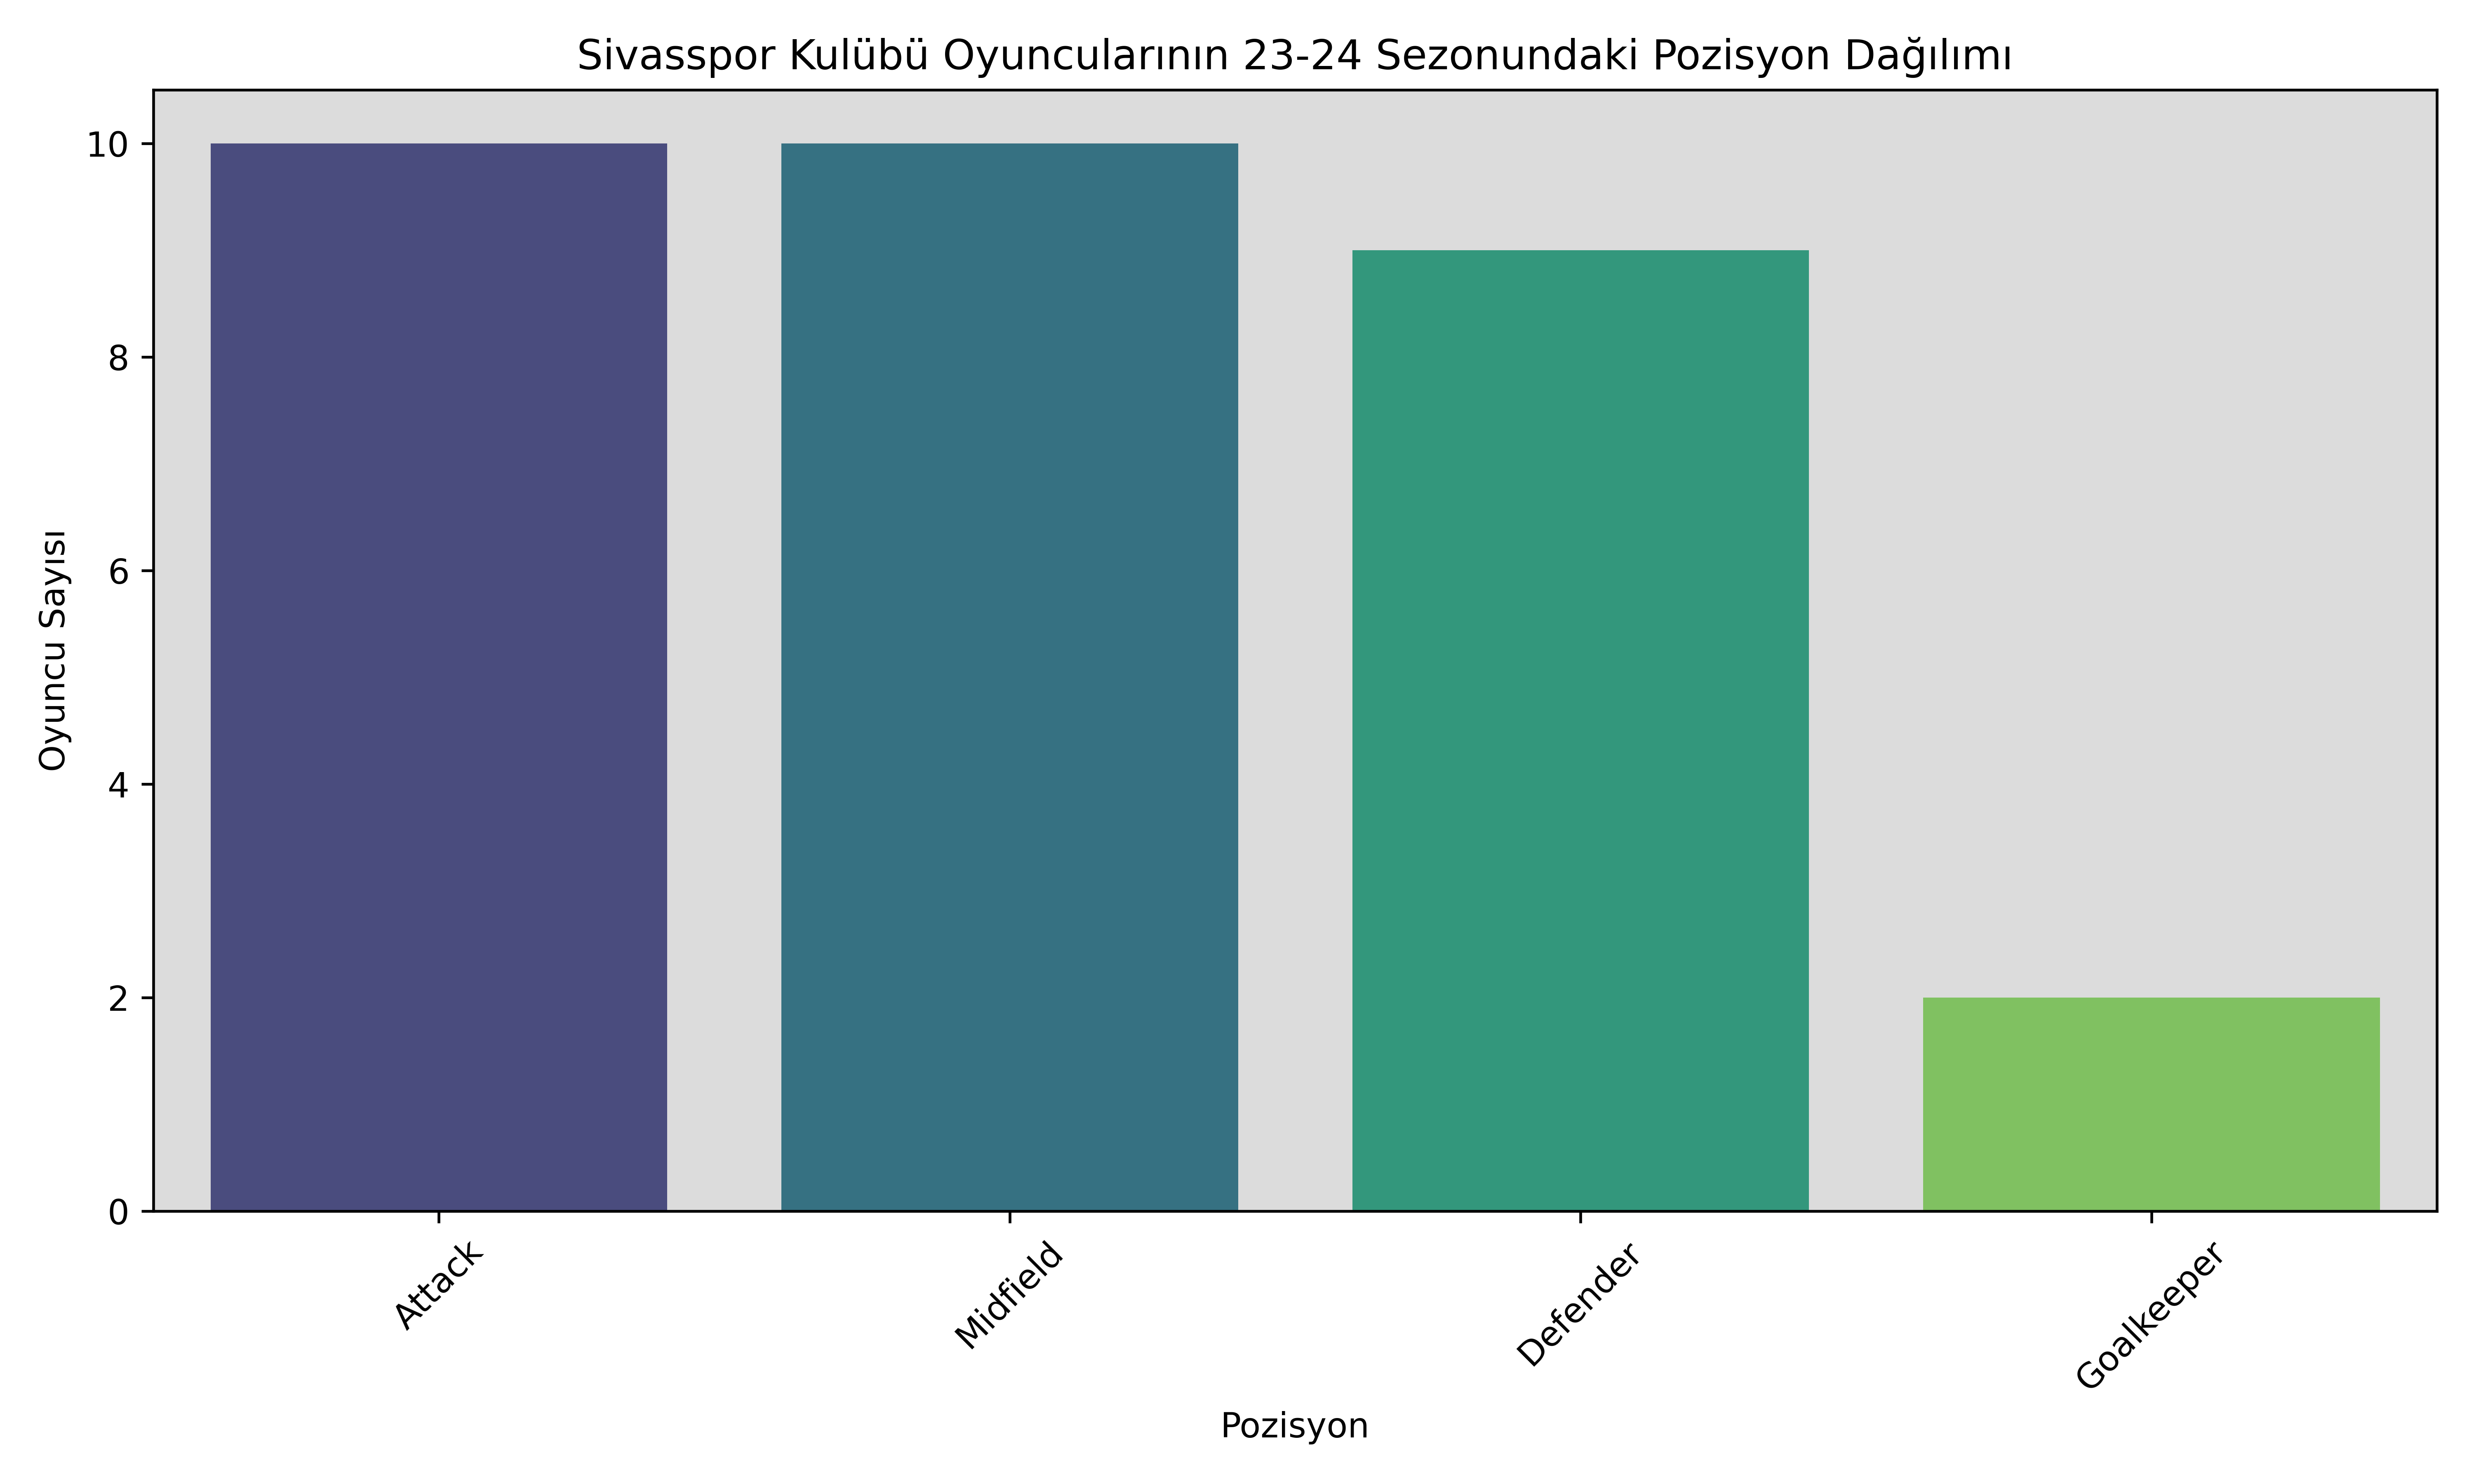 Sivasspor Kulübü Oyuncularının 23-24 Sezonundaki Pozisyon Dağılımı
Oyuncu Sayısı
10
8
6
4
2
0
Attack
Midfield
Defender
Goalkeeper
Pozisyon